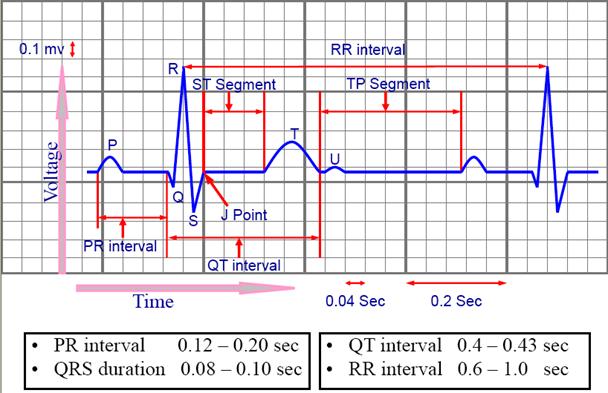 0.1 mv
RR interval
R
ST Segment
TP Segment
P
T
U
Voltage
Q
S
J Point
PR interval
QT interval
Time
0.04 Sec
0.2 Sec
• PR interval 0.12 – 0.20 sec
• QRS duration 0.08 – 0.10 sec
• QT interval 0.4 – 0.43 sec
• RR interval 0.6 – 1.0 sec